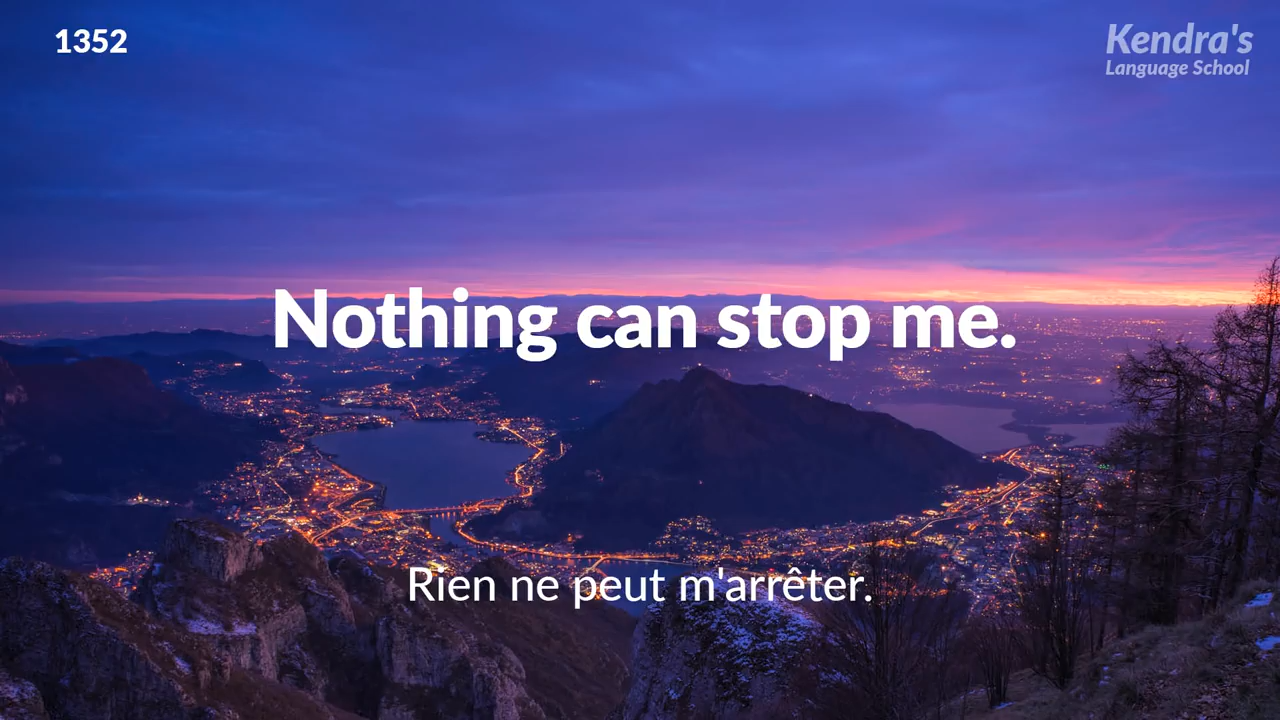 1352
Kendra's
Language School
Nothing can stop me.
Rien ne peut m'arrêter.